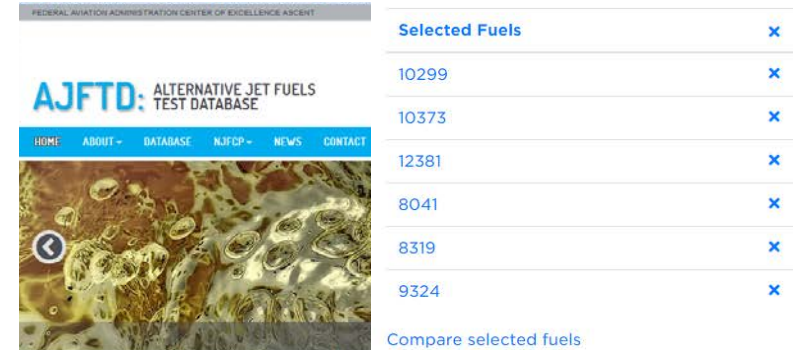 FEDERAL AVIATION ADMINISTRATION CENTER OF EXCELLENCE ASCENT
AJFTD: ALTERNATIVE JET FUELS
TEST DATABASE
HOME ABOUT DATABASE NJFCP NEWS CONTACT
Selected Fuels
10299
10373
12381
8041
8319
9324
Compare selected fuels